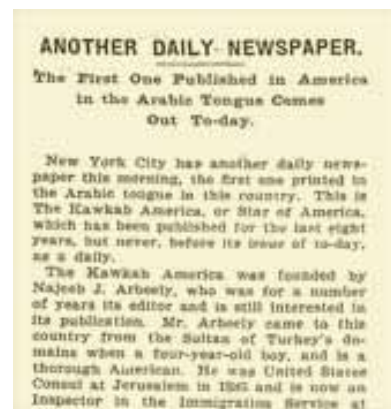 ANOTHER DAILY NEWSPAPER.
The First One Published in America
in the Arabic Tongue Comes
Out To-day.
New York City has another daily news-
paper this morning, the first one printed in
the Arabic tongue in this country. This is
The Kawkab America, or Star of America,
which has been published for the last eight
years, but never, before its issue of to-day,
as a daily.
The Kawkab America was founded by
Najeeb J. Arbeely, who was for a number
of years its editor and is still interested in
its publication. Mr. Arbeely came to this
country from the Sultan of Turkey's do-
mains when a four-year-old boy, and is a
thorough American. He was United States
Consul at Jerusalem in and is now an
Inspector in the Immigration Service at